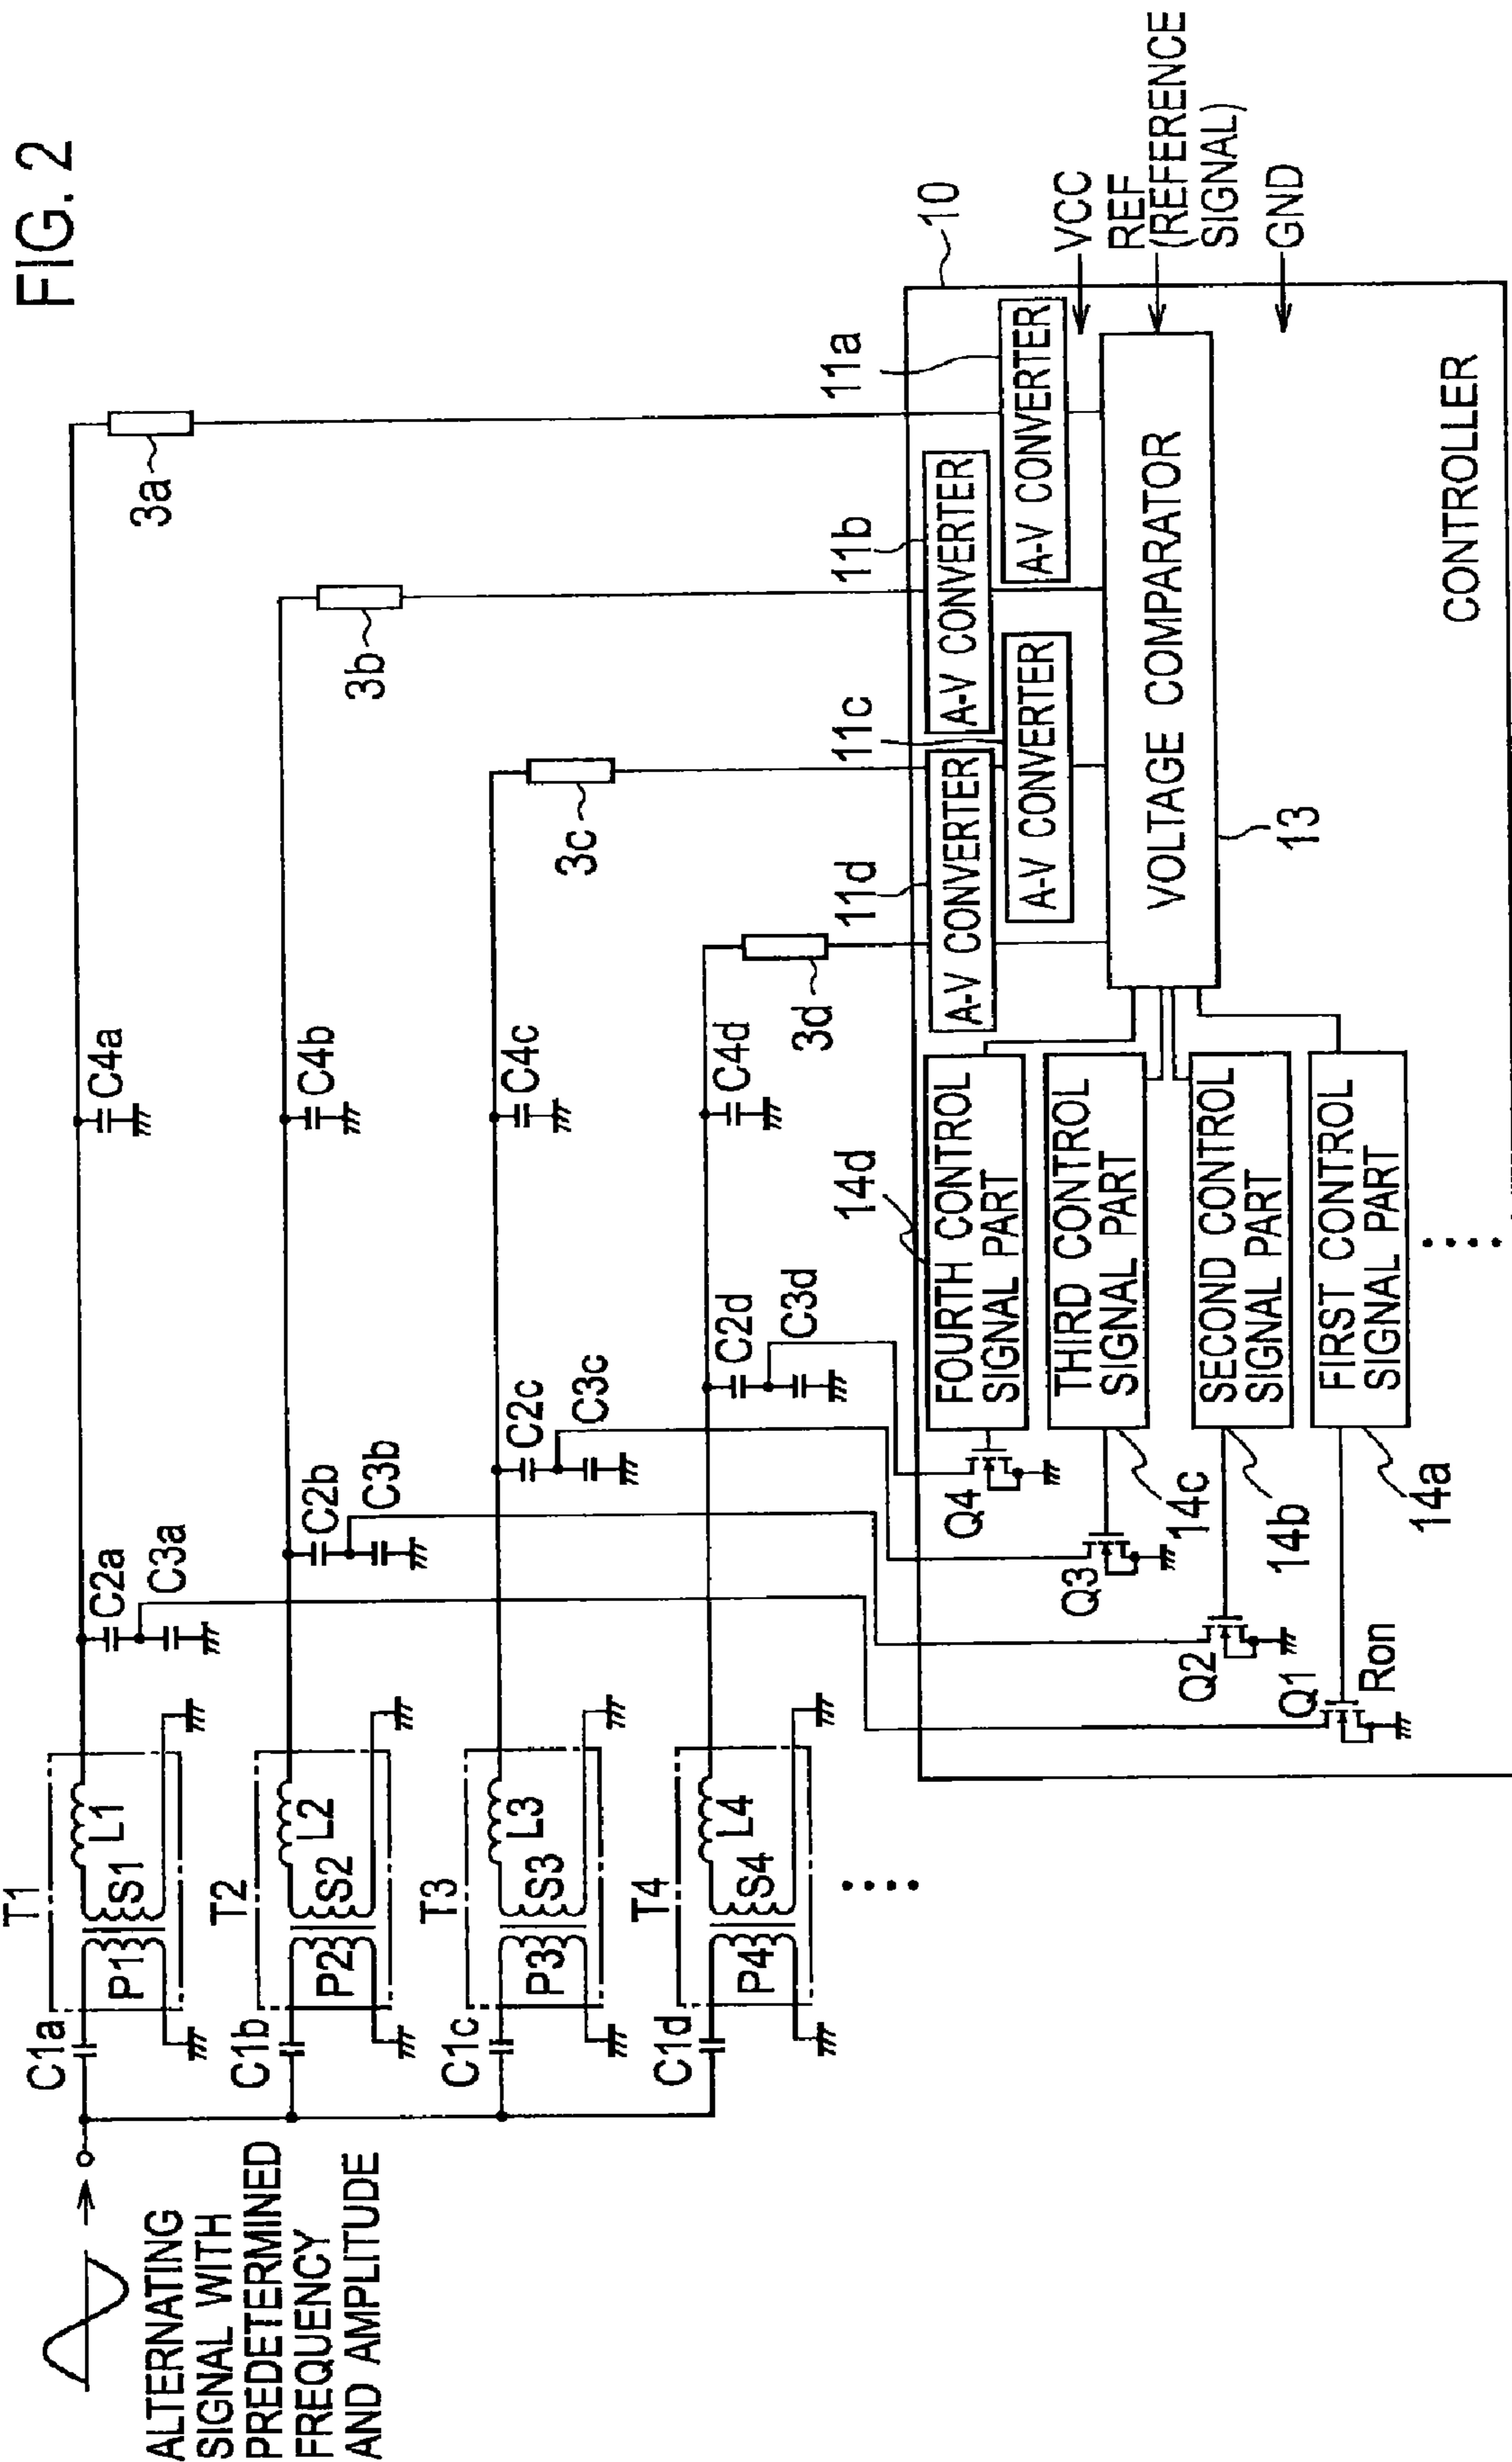 FIG. 2
ALTERNATING
SIGNAL WITH
PREDETERMINED
FREQUENCY
AND AMPLITUDE
C1a
T1
P1
S1
L1
C2a
C3a
C4a
3a
C1b
T2
P2
S2
L2
C2b
C3b
C4b
3b
C1c
T3
P3
S3
L3
C2c
C3c
C4c
3c
C1d
T4
P4
S4
L4
C2d
C3d
C4d
3d
10
11a
A-V CONVERTER
11b
A-V CONVERTER
11c
A-V CONVERTER
11d
A-V CONVERTER
VOLTAGE COMPARATOR
13
VCC
REF
(REFERENCE
SIGNAL)
GND
CONTROLLER
14d
FOURTH CONTROL
SIGNAL PART
THIRD CONTROL
SIGNAL PART
SECOND CONTROL
SIGNAL PART
FIRST CONTROL
SIGNAL PART
14c
14b
14a
Q4
Q3
Q2
Q1
Ron